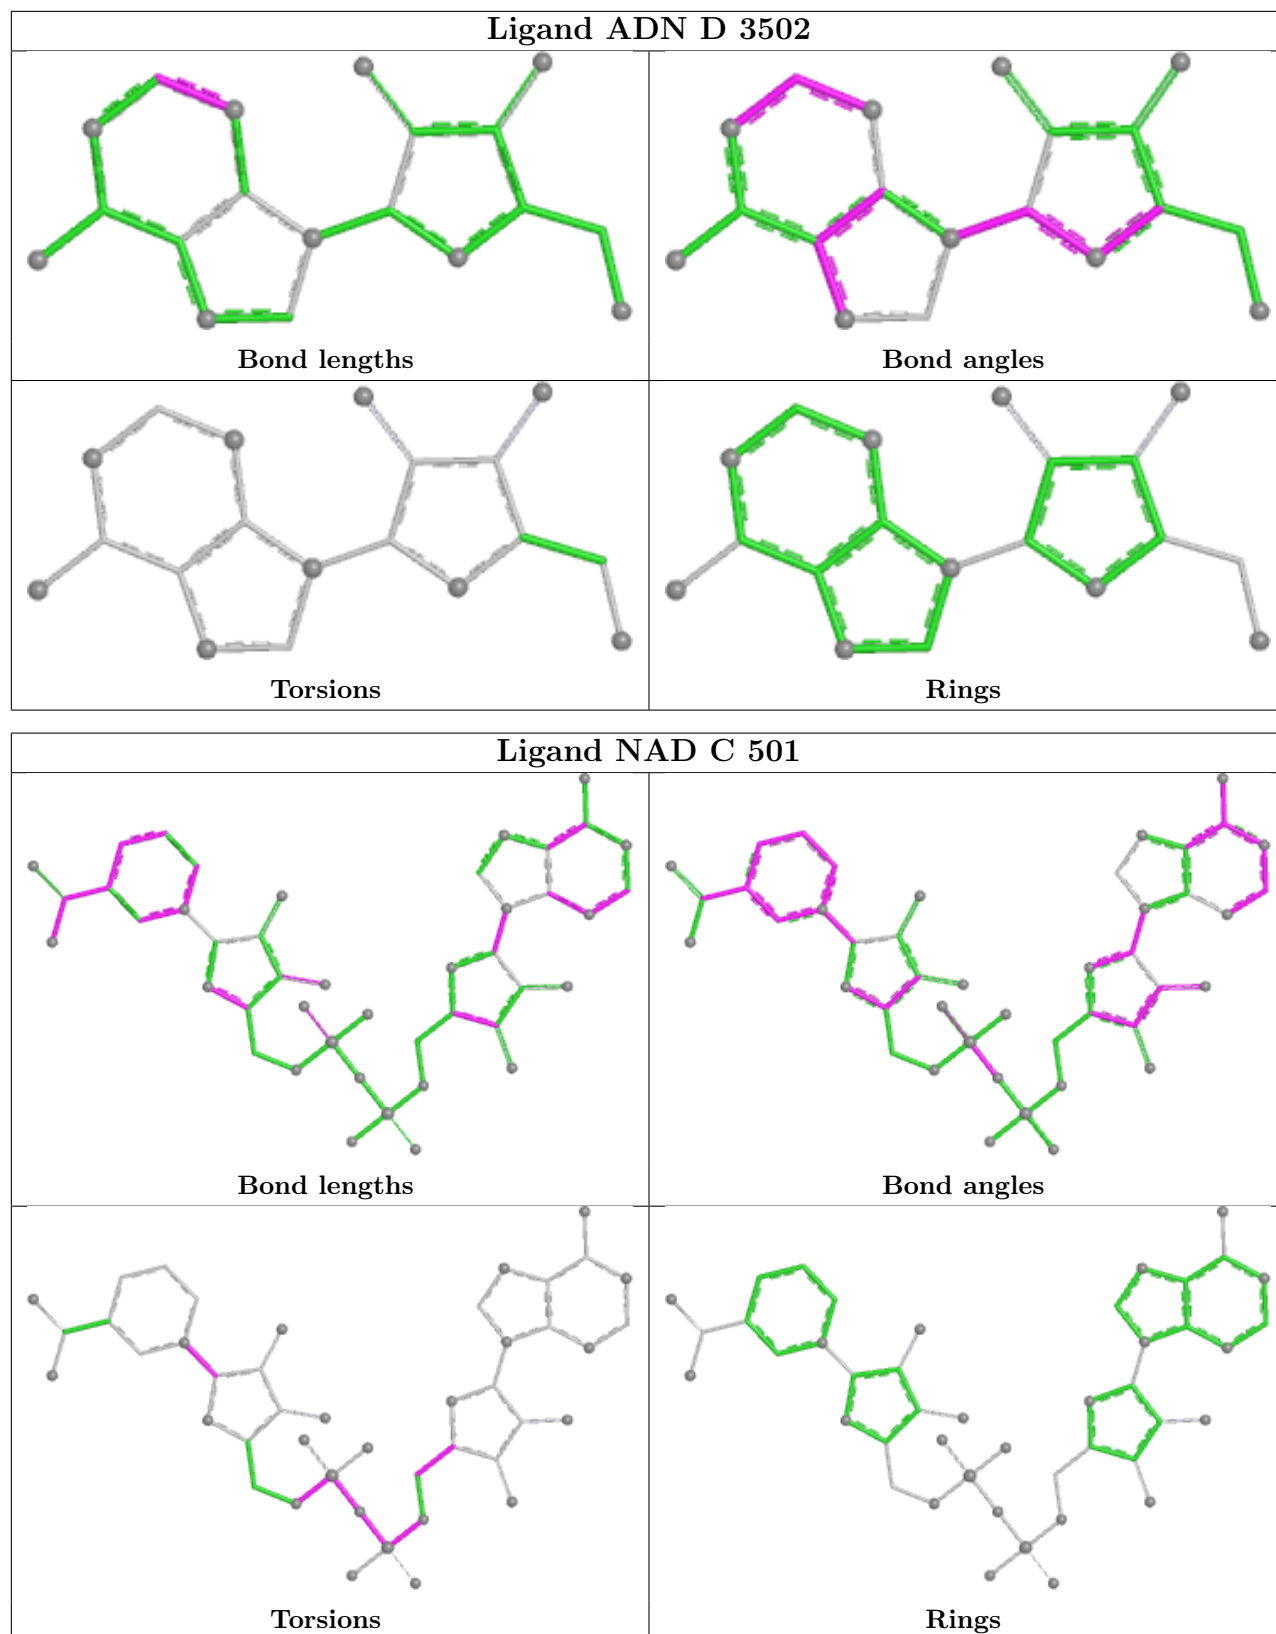 Ligand ADN D 3502
Bond lengths
Bond angles
Torsions
Rings
Ligand NAD C 501
Bond lengths
Bond angles
Torsions
Rings